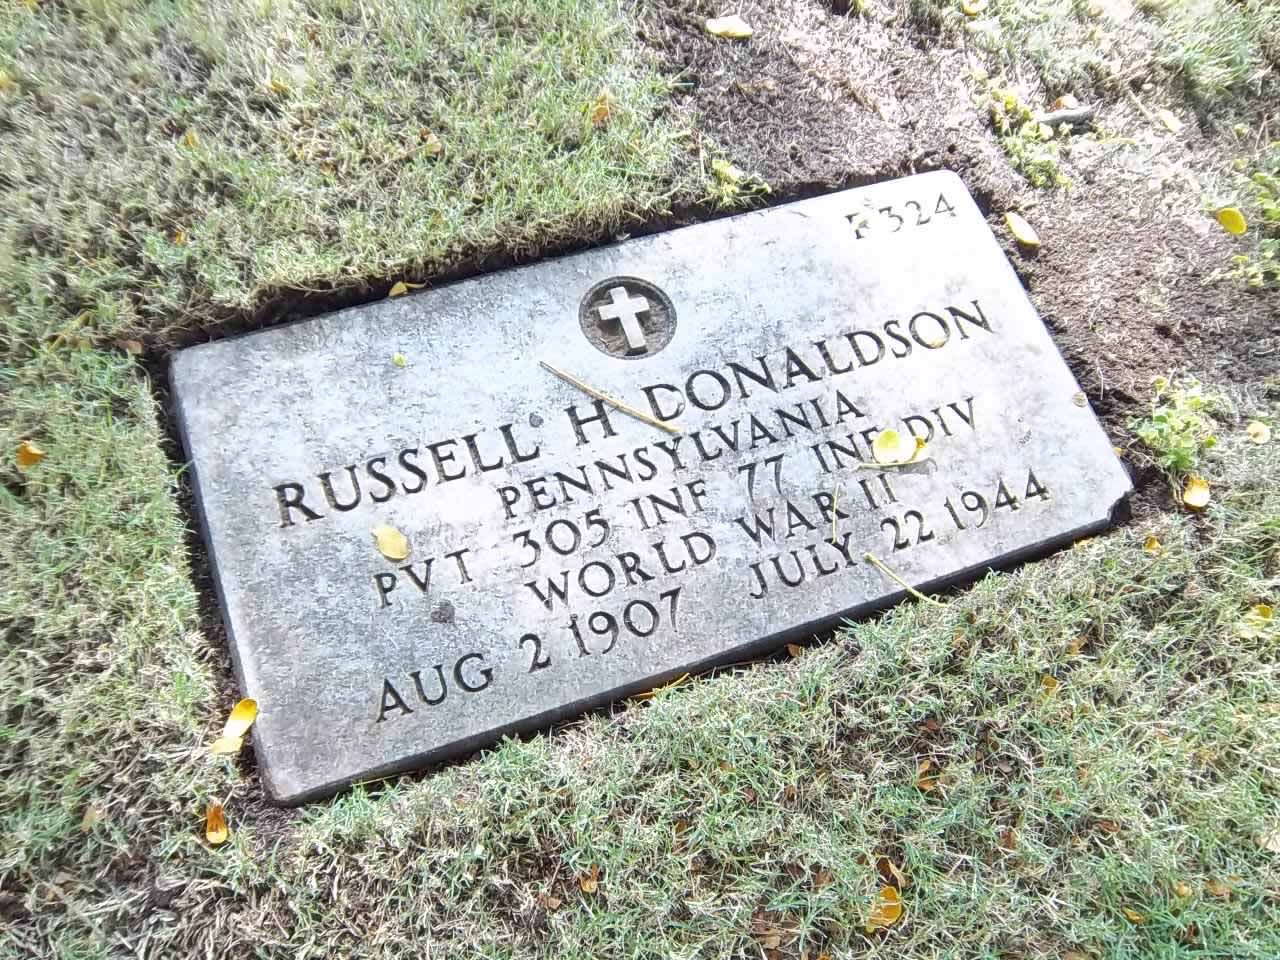 F 324
RUSSELL H DONALDSON
PENNSYLVANIA
PVT 305 INF 77 INF DIV
WORLD WAR II
AUG 2 1907 JULY 22 1944